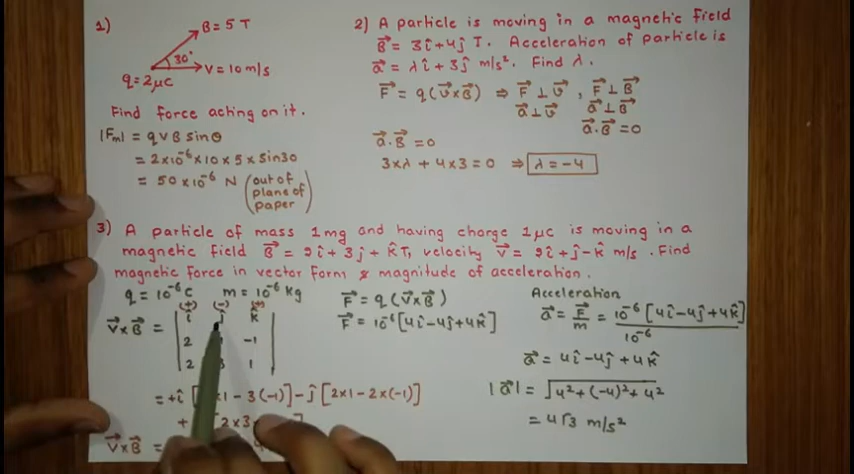 1)
B = 5 T
30°
V = 10 m/s
q = 2μC
Find force acting on it.
|Fm| = q v B sinθ
= 2×10⁻⁶ × 10 × 5 × sin30
= 50 × 10⁻⁶ N (out of plane of paper)
2) A particle is moving in a magnetic field
B⃗ = 3î + 4ĵ T. Acceleration of particle is
a⃗ = λî + 3ĵ m/s². Find λ.
F⃗ = q(v⃗×B⃗) ⇒ F⃗ ⊥ v⃗ , F⃗ ⊥ B⃗
a⃗ ⊥ v⃗ a⃗ ⊥ B⃗
a⃗.B⃗ = 0
a⃗.B⃗ = 0
3×λ + 4×3 = 0 ⇒ λ = -4
3) A particle of mass 1mg and having charge 1μc is moving in a
magnetic field B⃗ = 2î + 3ĵ + k̂ T, velocity v⃗ = 2î + ĵ - k̂ m/s. Find
magnetic force in vector form & magnitude of acceleration.
q = 10⁻⁶ C m = 10⁻⁶ Kg
(+) (-) (+)
v⃗×B⃗ = | î k̂ |
2 -1
2 1
= +î [ ×1 - 3(-1)] - ĵ [2×1 - 2×(-1)]
+ 2×3 ]
v⃗×B⃗ =
F⃗ = q(v⃗×B⃗)
F⃗ = 10⁻⁶[4î - 4ĵ + 4k̂]
Acceleration
a⃗ = F⃗/m = 10⁻⁶[4î - 4ĵ + 4k̂]/10⁻⁶
a⃗ = 4î - 4ĵ + 4k̂
|a⃗| = √4² + (-4)² + 4²
= 4√3 m/s²